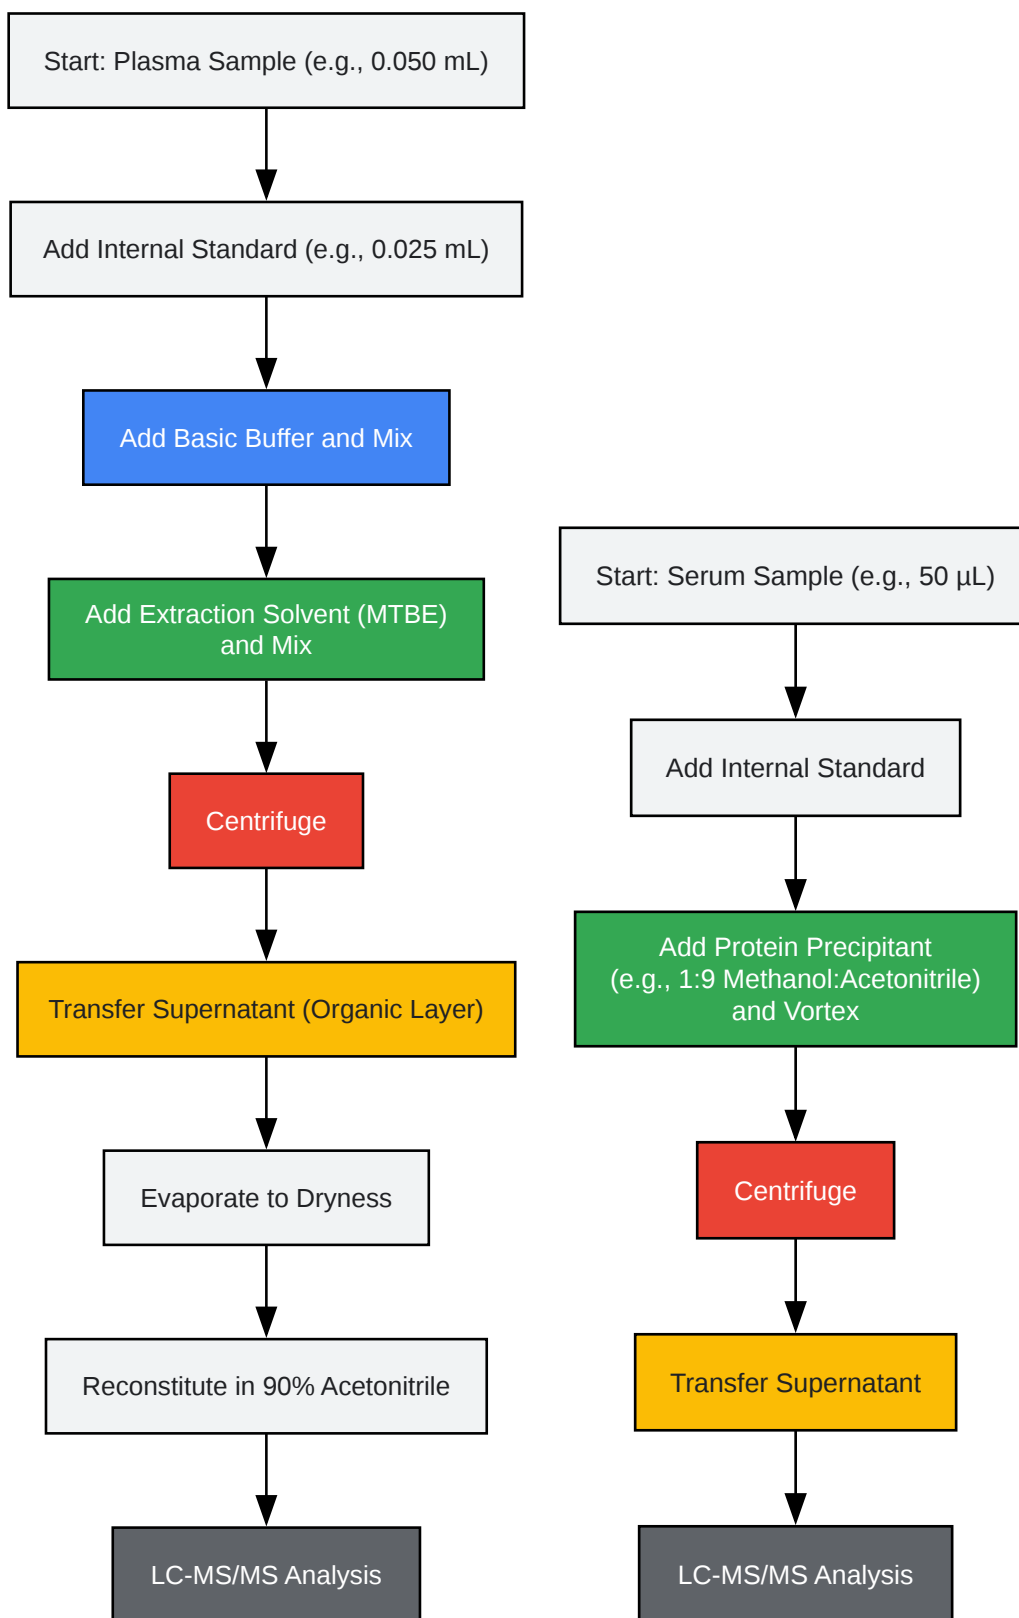 Start: Plasma Sample (e.g., 0.050 mL)
Add Internal Standard (e.g., 0.025 mL)
Add Basic Buffer and Mix
Add Extraction Solvent (MTBE)
and Mix
Centrifuge
Transfer Supernatant (Organic Layer)
Evaporate to Dryness
Reconstitute in 90% Acetonitrile
LC-MS/MS Analysis
Start: Serum Sample (e.g., 50 µL)
Add Internal Standard
Add Protein Precipitant
(e.g., 1:9 Methanol:Acetonitrile)
and Vortex
Centrifuge
Transfer Supernatant
LC-MS/MS Analysis